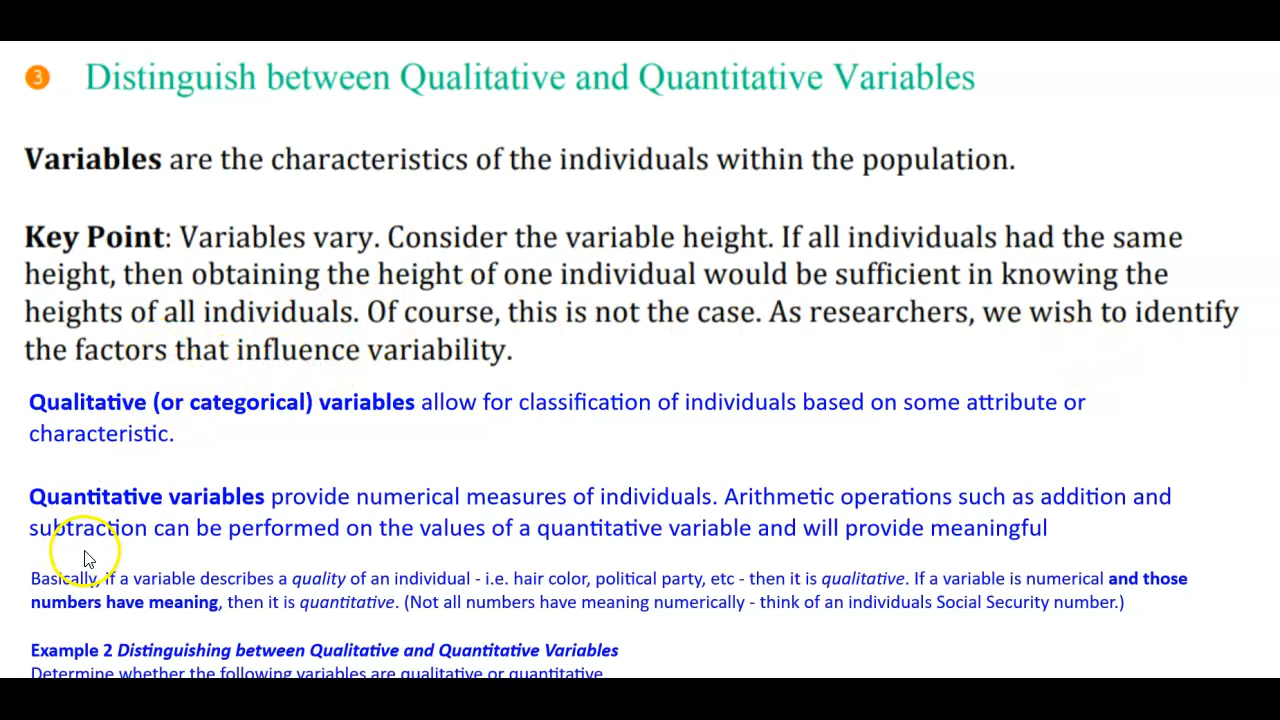 3 Distinguish between Qualitative and Quantitative Variables
Variables are the characteristics of the individuals within the population.
Key Point: Variables vary. Consider the variable height. If all individuals had the same
height, then obtaining the height of one individual would be sufficient in knowing the
heights of all individuals. Of course, this is not the case. As researchers, we wish to identify
the factors that influence variability.
Qualitative (or categorical) variables allow for classification of individuals based on some attribute or
characteristic.
Quantitative variables provide numerical measures of individuals. Arithmetic operations such as addition and
subtraction can be performed on the values of a quantitative variable and will provide meaningful
Basically, if a variable describes a quality of an individual - i.e. hair color, political party, etc - then it is qualitative. If a variable is numerical and those
numbers have meaning, then it is quantitative. (Not all numbers have meaning numerically - think of an individuals Social Security number.)
Example 2 Distinguishing between Qualitative and Quantitative Variables
Determine whether the following variables are qualitative or quantitative.